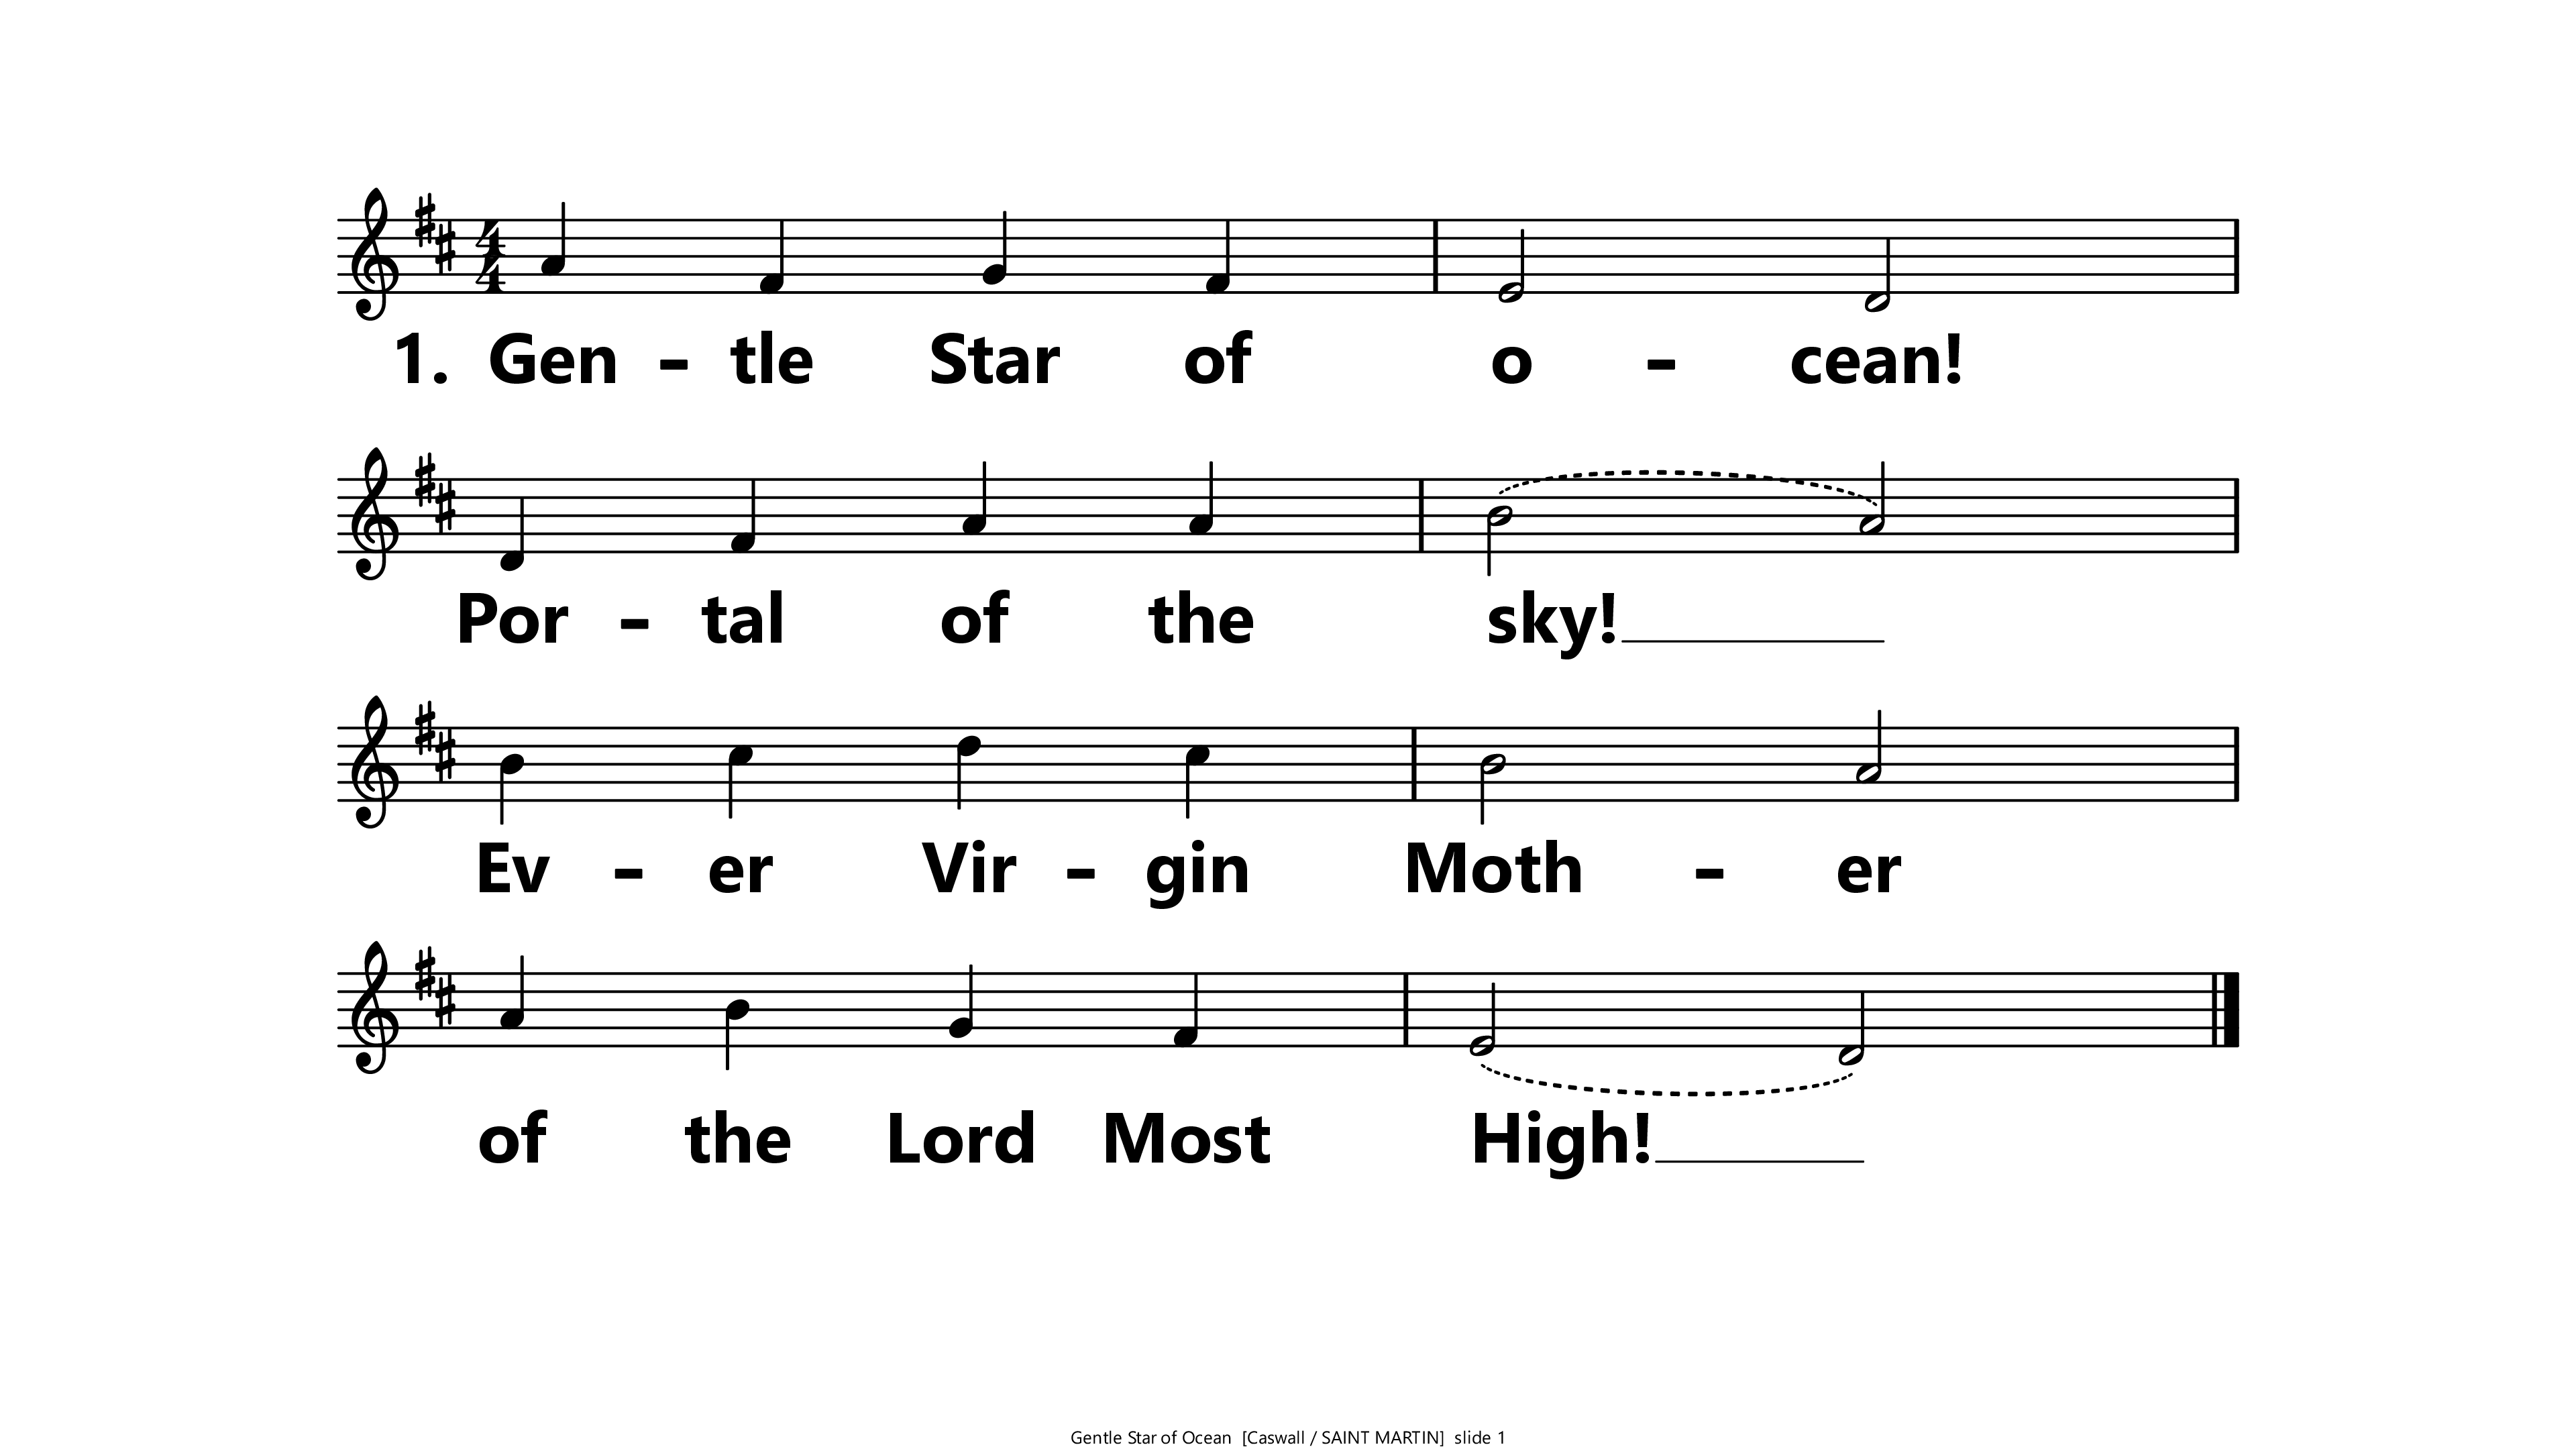 1. Gen - tle Star of o - cean!
Por - tal of the sky!
Ev - er Vir - gin Moth - er
of the Lord Most High!
Gentle Star of Ocean [Caswall / SAINT MARTIN] slide 1